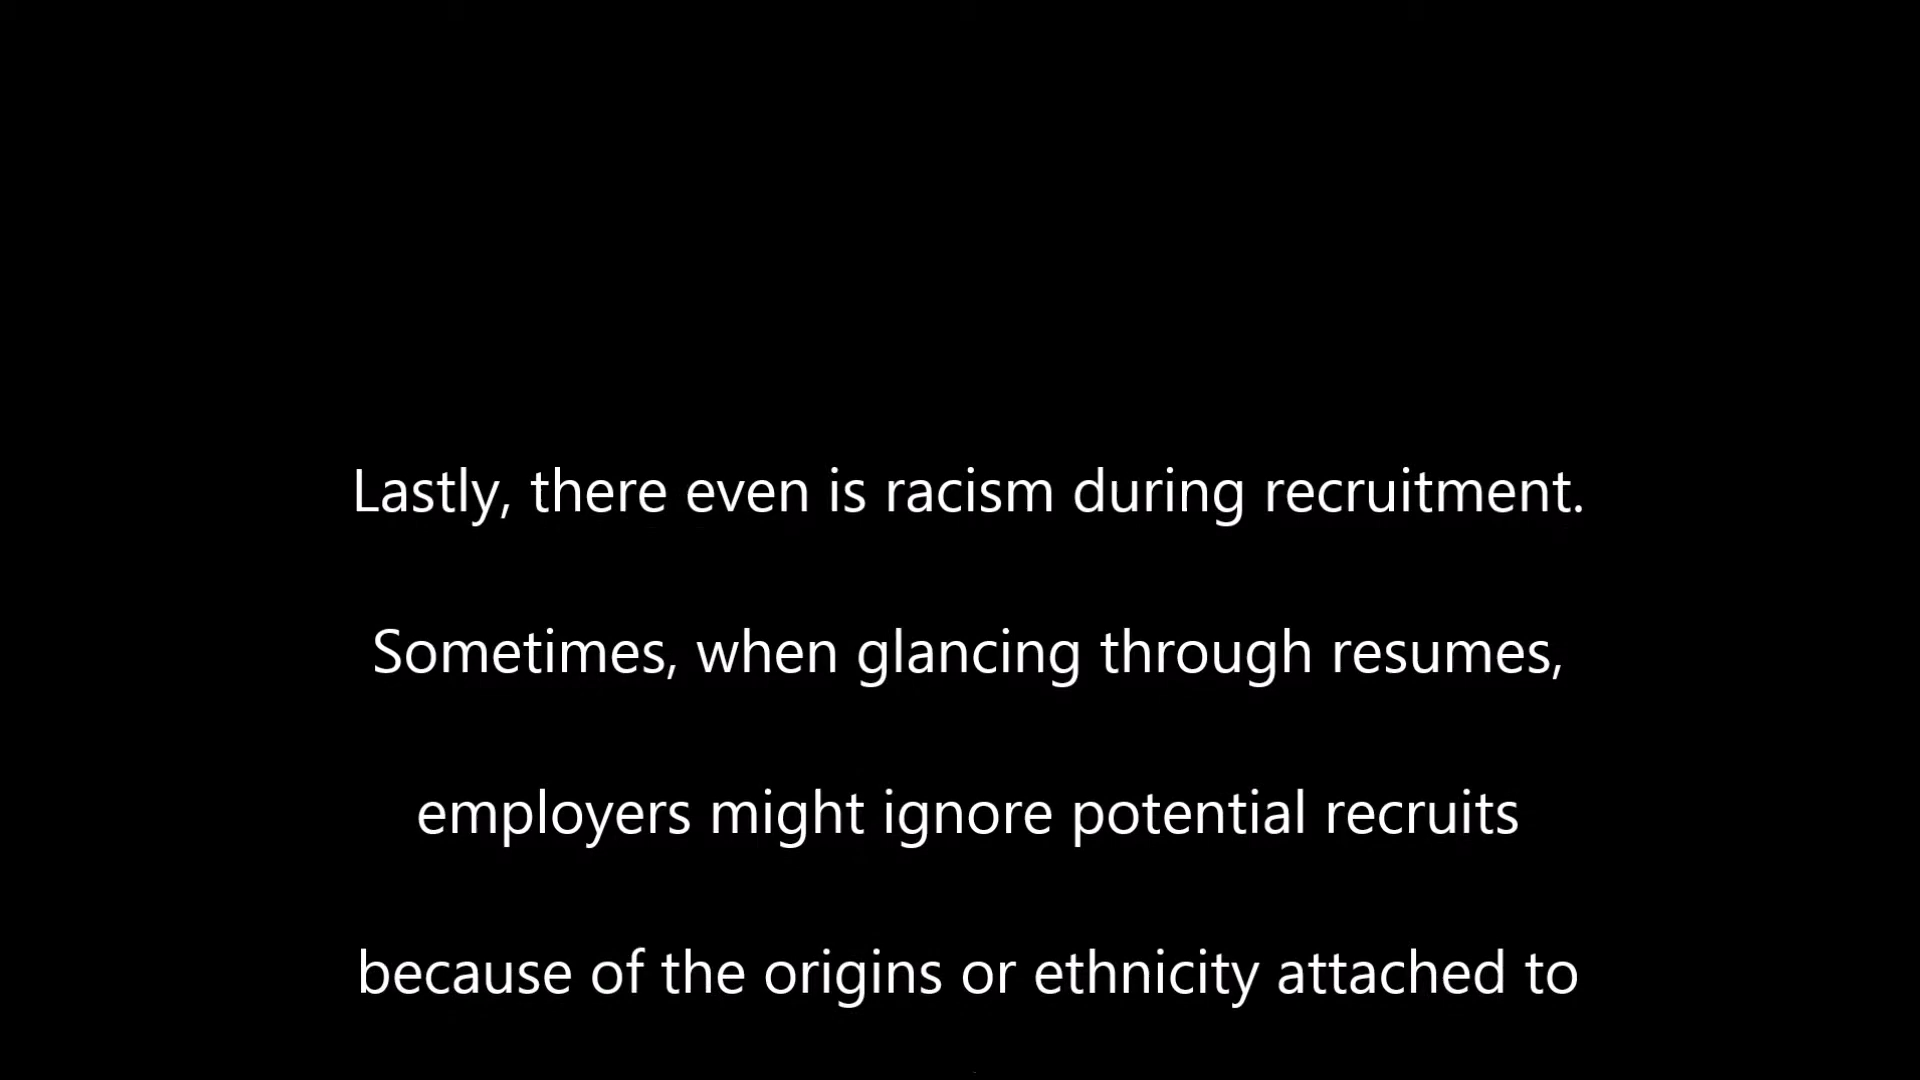 Lastly, there even is racism during recruitment.
Sometimes, when glancing through resumes,
employers might ignore potential recruits
because of the origins or ethnicity attached to